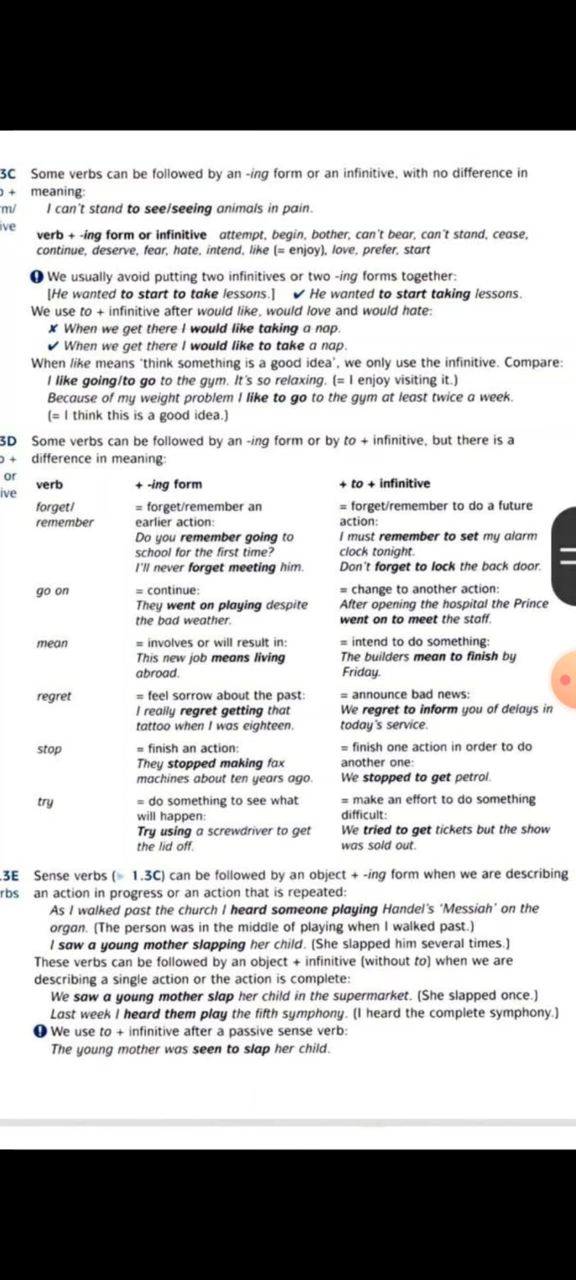 3C Some verbs can be followed by an -ing form or an infinitive, with no difference in
+ meaning:
m/ I can't stand to see/seeing animals in pain.
ive
verb + -ing form or infinitive attempt, begin, bother, can't bear, can't stand, cease,
continue, deserve, fear, hate, intend, like (= enjoy), love, prefer, start
! We usually avoid putting two infinitives or two -ing forms together:
[He wanted to start to take lessons.] ✔ He wanted to start taking lessons.
We use to + infinitive after would like, would love and would hate:
✘ When we get there I would like taking a nap.
✔ When we get there I would like to take a nap.
When like means 'think something is a good idea', we only use the infinitive. Compare:
I like going/to go to the gym. It's so relaxing. (= I enjoy visiting it.)
Because of my weight problem I like to go to the gym at least twice a week.
(= I think this is a good idea.)
3D Some verbs can be followed by an -ing form or by to + infinitive, but there is a
+ difference in meaning:
or
ive verb + -ing form + to + infinitive
forget/ = forget/remember an = forget/remember to do a future
remember earlier action: action:
Do you remember going to I must remember to set my alarm
school for the first time? clock tonight.
I'll never forget meeting him. Don't forget to lock the back door.
go on = continue: = change to another action:
They went on playing despite After opening the hospital the Prince
the bad weather. went on to meet the staff.
mean = involves or will result in: = intend to do something:
This new job means living The builders mean to finish by
abroad. Friday.
regret = feel sorrow about the past: = announce bad news:
I really regret getting that We regret to inform you of delays in
tattoo when I was eighteen. today's service.
stop = finish an action: = finish one action in order to do
They stopped making fax another one:
machines about ten years ago. We stopped to get petrol.
try = do something to see what = make an effort to do something
will happen: difficult:
Try using a screwdriver to get We tried to get tickets but the show
the lid off. was sold out.
.3E Sense verbs (▶ 1.3C) can be followed by an object + -ing form when we are describing
rbs an action in progress or an action that is repeated:
As I walked past the church I heard someone playing Handel's 'Messiah' on the
organ. (The person was in the middle of playing when I walked past.)
I saw a young mother slapping her child. (She slapped him several times.)
These verbs can be followed by an object + infinitive (without to) when we are
describing a single action or the action is complete:
We saw a young mother slap her child in the supermarket. (She slapped once.)
Last week I heard them play the fifth symphony. (I heard the complete symphony.)
! We use to + infinitive after a passive sense verb:
The young mother was seen to slap her child.